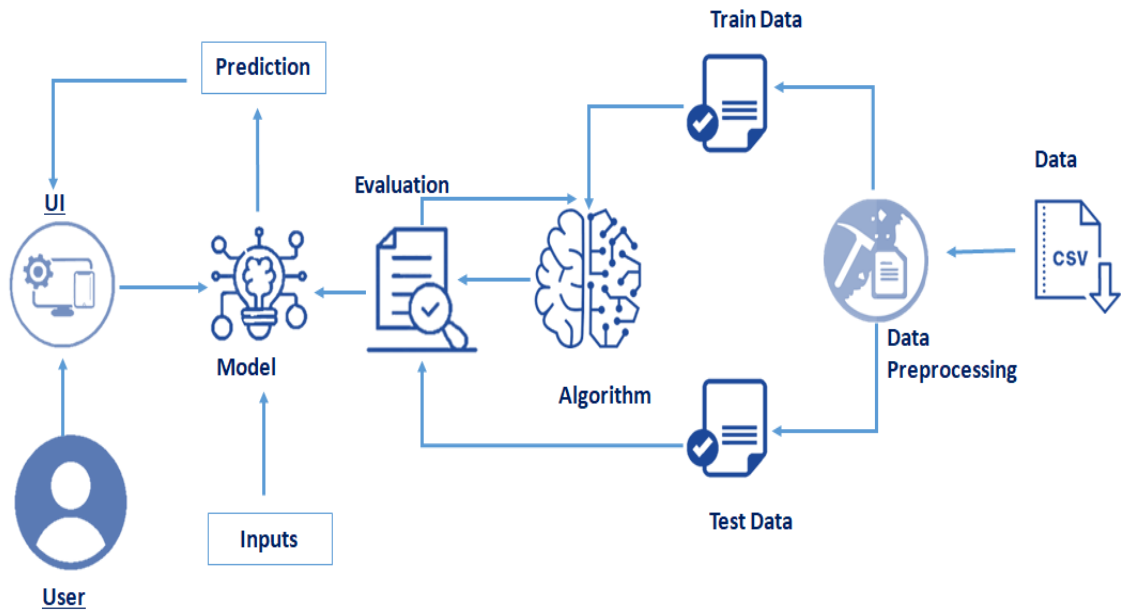 Train Data
Prediction
Data
Evaluation
UI
CSV
Data
Preprocessing
Model
Algorithm
Test Data
Inputs
User